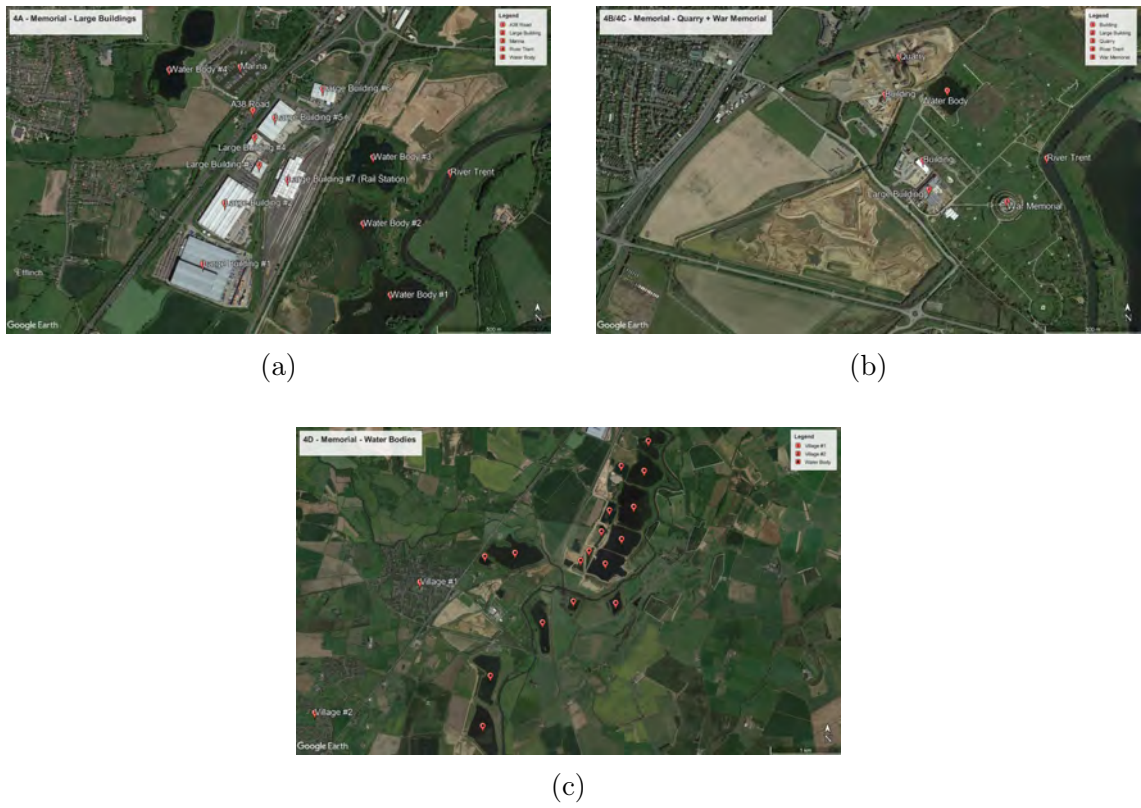 4A - Memorial - Large Buildings
Legend
A38 Road
Large Building
Marina
River Trent
Water Body
Water Body #4
Marina
Large Building #6
A38 Road
Large Building #5
Large Building #4
Large Building
Water Body #3
River Trent
Large Building #7 (Rail Station)
Large Building #2
Water Body #2
Large Building #1
Water Body #1
Google Earth
500 m
N
(a)
4B/4C - Memorial - Quarry + War Memorial
Legend
Building
Large Building
Quarry
River Trent
War Memorial
Quarry
Building
Water Body
Building
River Trent
Large Building
War Memorial
Google Earth
500 m
N
(b)
4D - Memorial - Water Bodies
Legend
Village #1
Village #2
Water Body
Village #1
Village #2
Google Earth
1 km
(c)